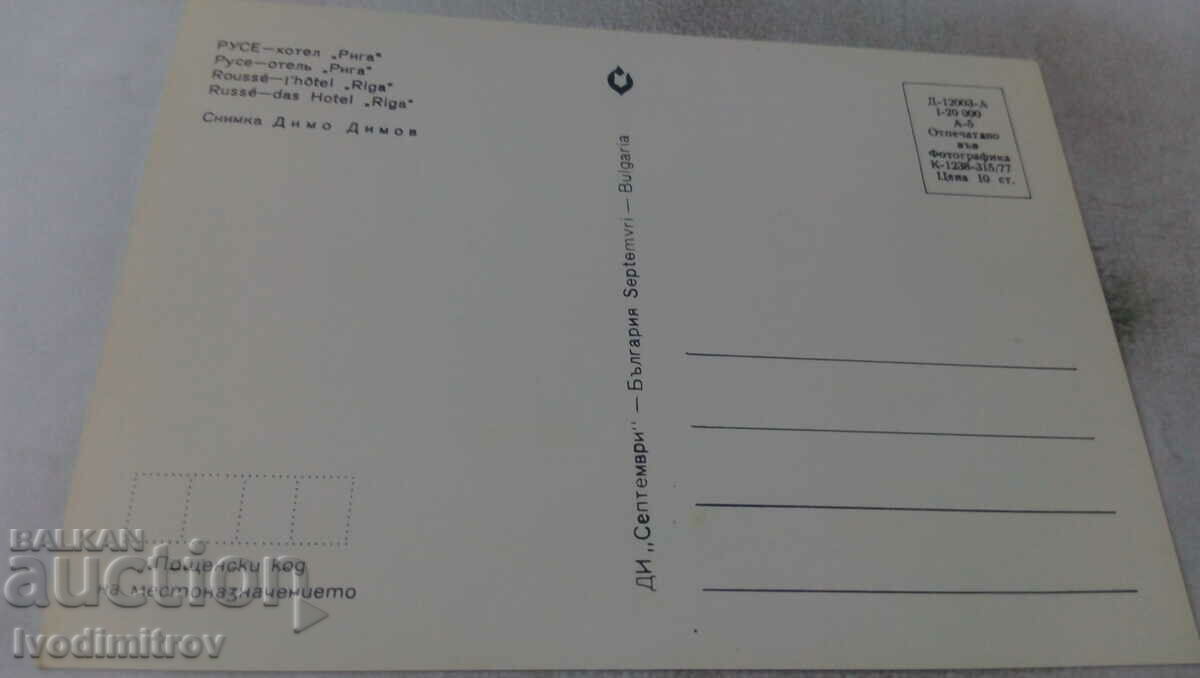 РУСЕ—хотел „Рига"
Русе—отель „Рига"
Roussé—l'hôtel „Riga"
Russé—das Hotel „Riga"
Снимка Димо Димов
Д-12003-А
I-20 000
А-5
Отпечатано
във
Фотографика
К-1238-315/77
Цена 10 ст.
ДИ „Септември" — България Septemvri — Bulgaria
Пощенски код
на местоназначението
BALKAN
auction
Ivodimitrov